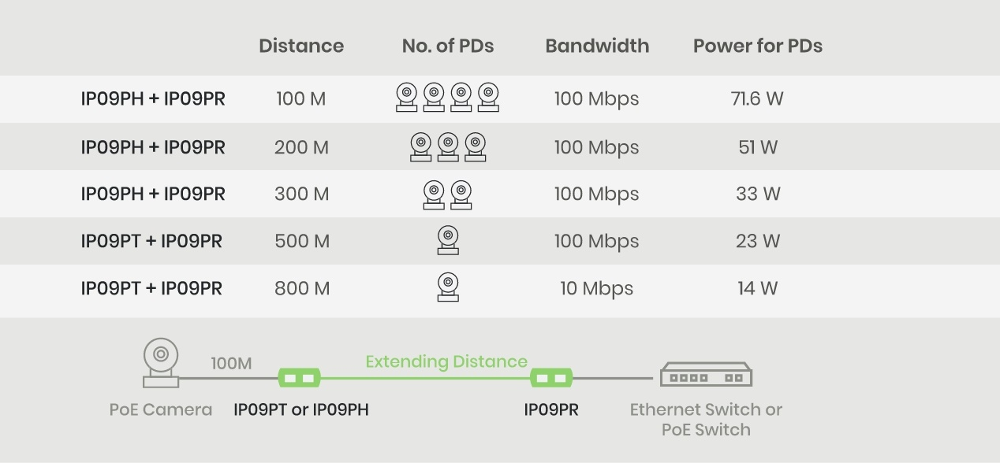 Distance No. of PDs Bandwidth Power for PDs
IP09PH + IP09PR 100 M 100 Mbps 71.6 W
IP09PH + IP09PR 200 M 100 Mbps 51 W
IP09PH + IP09PR 300 M 100 Mbps 33 W
IP09PT + IP09PR 500 M 100 Mbps 23 W
IP09PT + IP09PR 800 M 10 Mbps 14 W
100M Extending Distance
PoE Camera IP09PT or IP09PH IP09PR Ethernet Switch or
PoE Switch